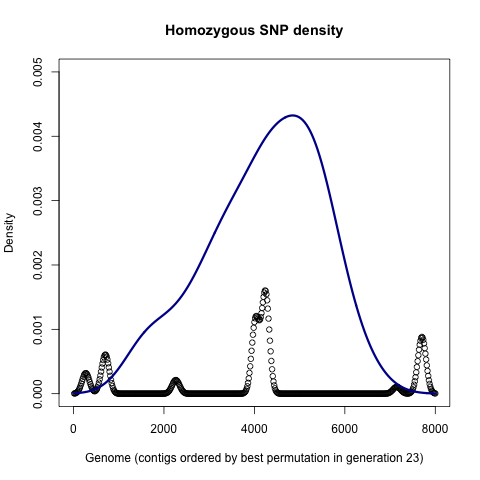 Homozygous SNP density
0.005
0.004
0.003
0.002
0.001
0.000
Density
0 2000 4000 6000 8000
Genome (contigs ordered by best permutation in generation 23)